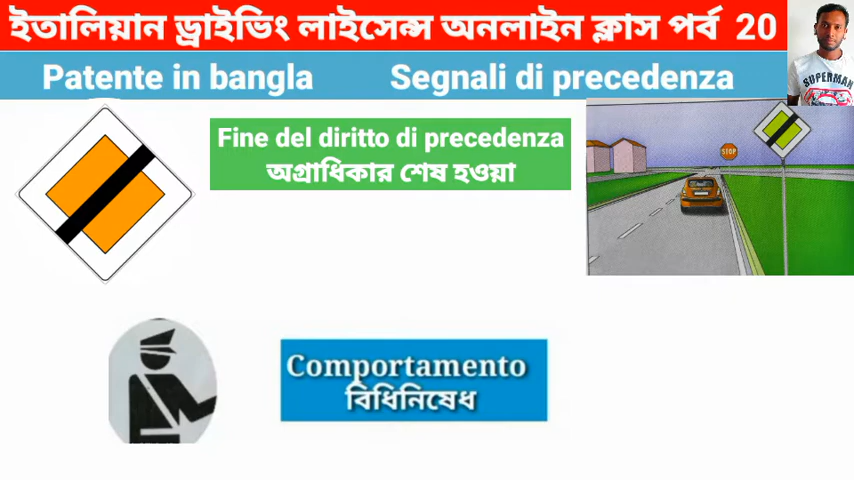 ইতালিয়ান ড্রাইভিং লাইসেন্স অনলাইন ক্লাস পর্ব 20
Patente in bangla
Segnali di precedenza
Fine del diritto di precedenza
অগ্রাধিকার শেষ হওয়া
STOP
SUPERMAN
Comportamento
বিধিনিষেধ